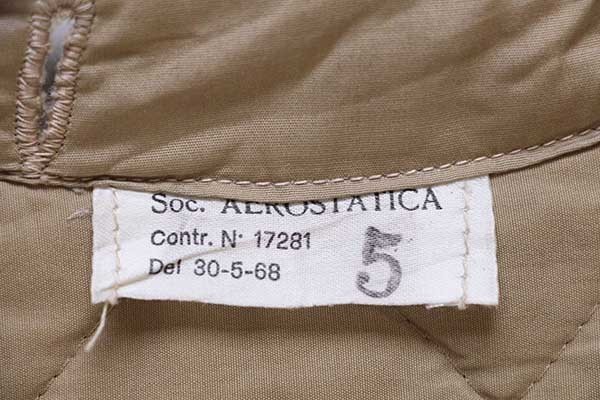 Soc. AEROSTATICA
Contr. N· 17281
Del 30-5-68
5